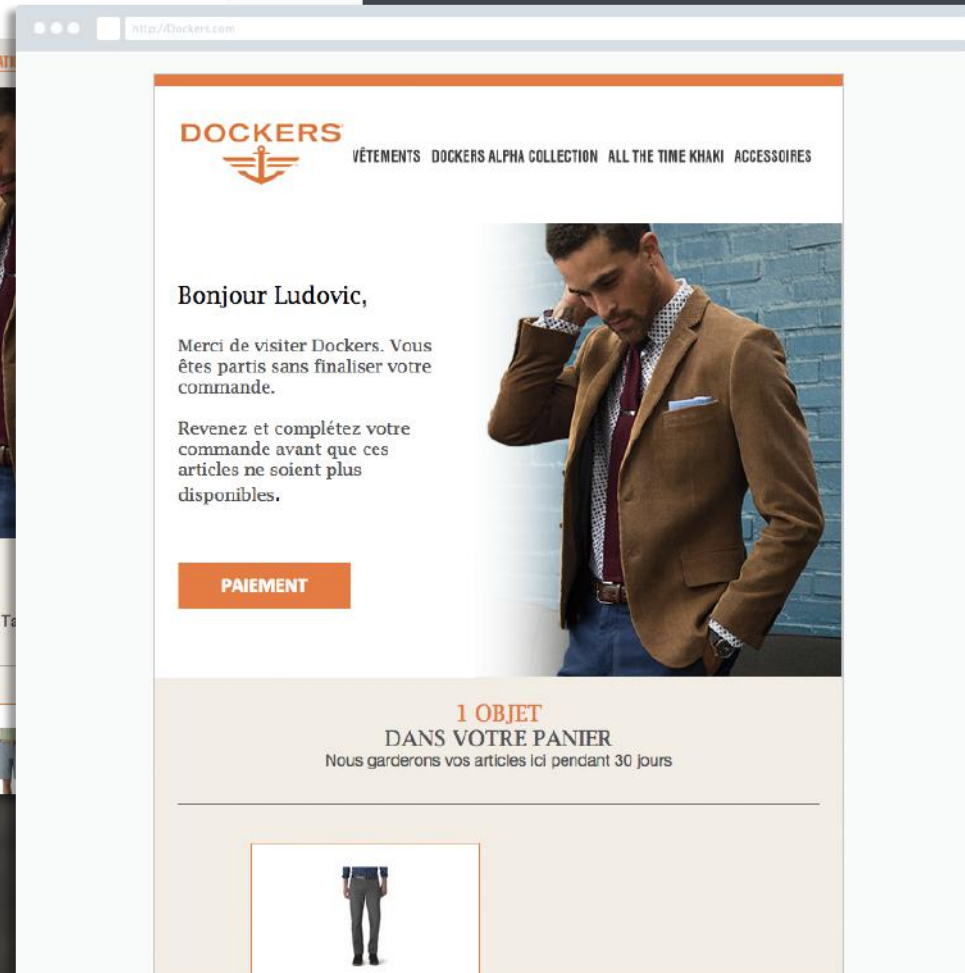 http://Dockers.com
DOCKERS
VÊTEMENTS DOCKERS ALPHA COLLECTION ALL THE TIME KHAKI ACCESSOIRES
Bonjour Ludovic,
Merci de visiter Dockers. Vous
êtes partis sans finaliser votre
commande.
Revenez et complétez votre
commande avant que ces
articles ne soient plus
disponibles.
PAIEMENT
1 OBJET
DANS VOTRE PANIER
Nous garderons vos articles ici pendant 30 jours